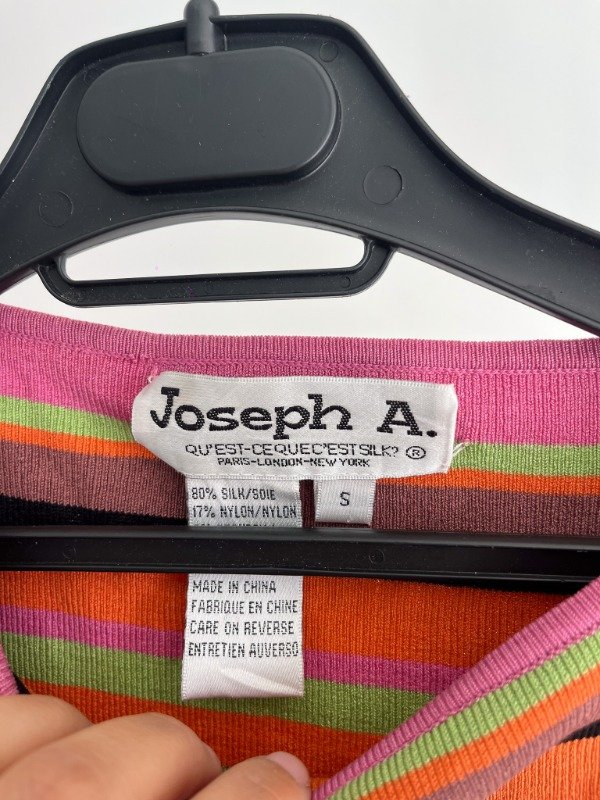 Joseph A.
QU'EST-CEQUEC'ESTSILK? ®
PARIS-LONDON-NEW YORK
80% SILK/SOIE
17% NYLON/NYLON
S
MADE IN CHINA
FABRIQUE EN CHINE
CARE ON REVERSE
ENTRETIEN AUVERSO